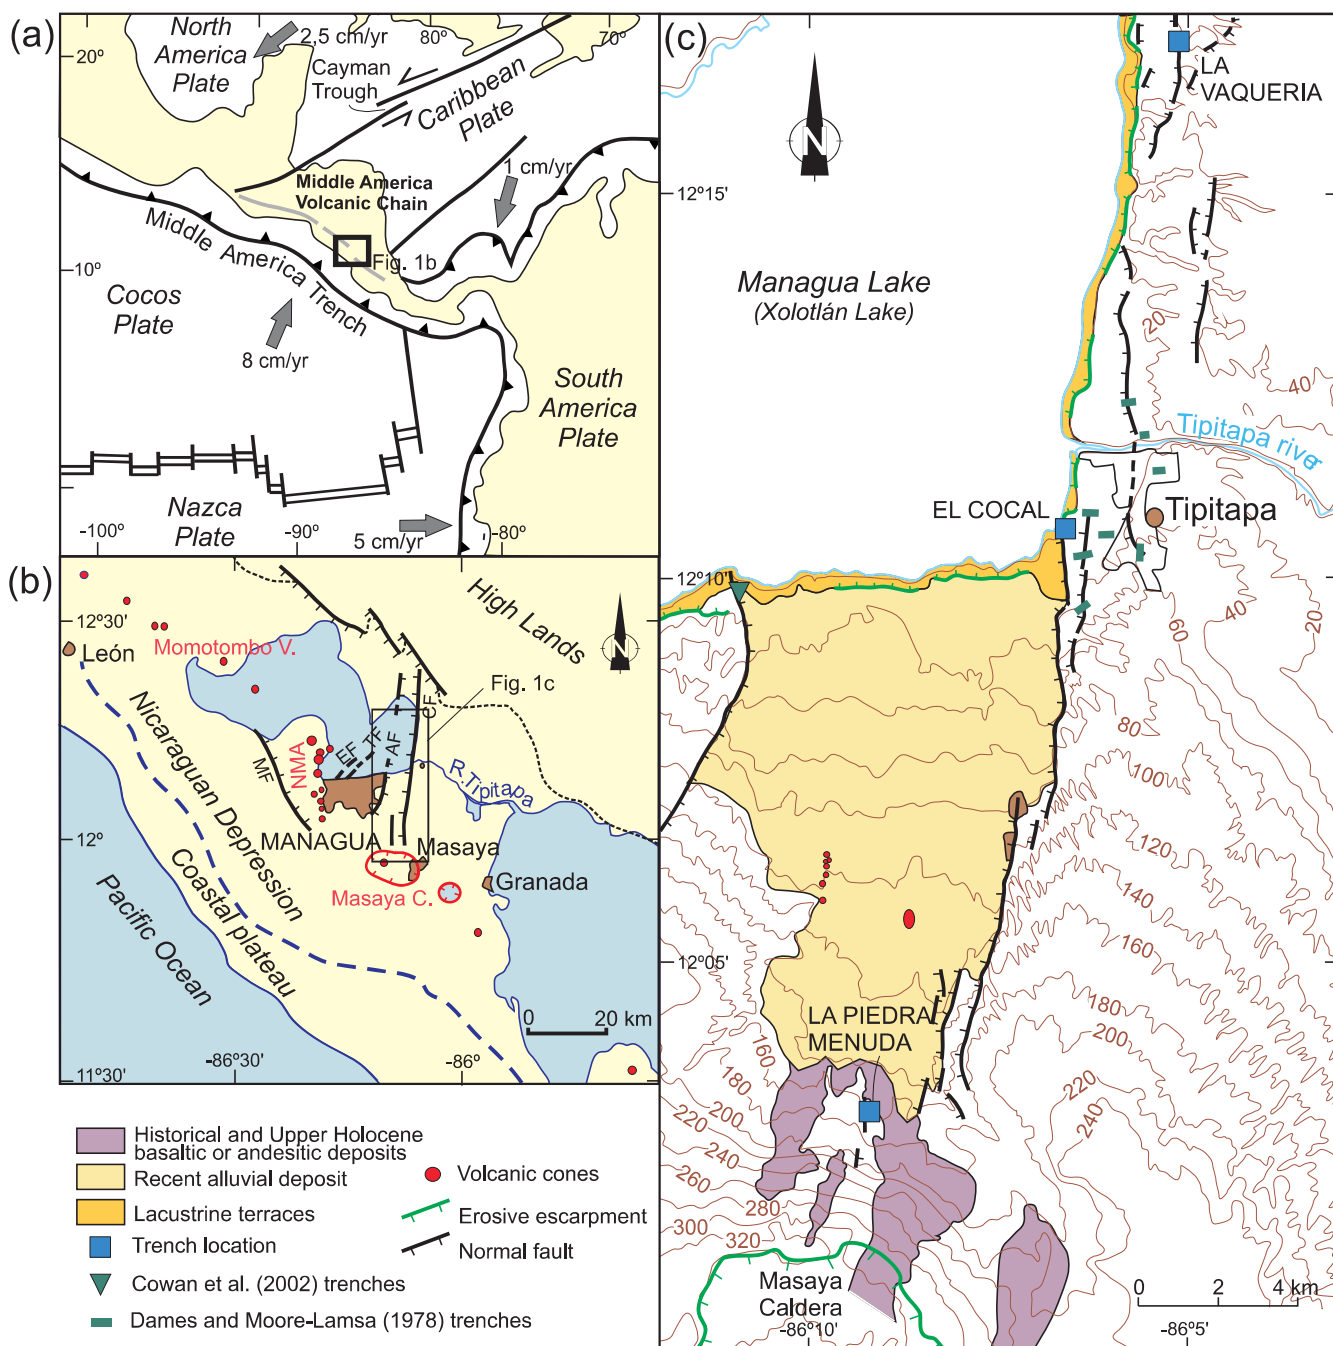 (a)
North
America
Plate
2,5 cm/yr
80º
70º
20º
Cayman
Trough
Caribbean
Plate
1 cm/yr
Middle America
Volcanic Chain
Middle America Trench
Fig. 1b
10º
Cocos
Plate
8 cm/yr
South
America
Plate
Nazca
Plate
-100º
-90º
5 cm/yr
-80º
(b)
High Lands
12º30'
León
Momotombo V.
Fig. 1c
CF
Nicaraguan Depression
NMA
EF
TF
AF
MF
R.Tipitapa
12º
MANAGUA
Masaya
Masaya C.
Granada
Coastal plateau
Pacific Ocean
0 20 km
-86º30'
-86º
11º30'
(c)
N
N
LA
VAQUERIA
12º15'
Managua Lake
(Xolotlán Lake)
20
40
Tipitapa river
EL COCAL
Tipitapa
12º10'
60
40
20
80
100
120
140
160
180
200
220
240
12º05'
LA PIEDRA
MENUDA
160
180
220
200
240
260
280
300
320
Masaya
Caldera
0 2 4 km
-86º10'
-86º5'
Historical and Upper Holocene
basaltic or andesitic deposits
Recent alluvial deposit
Lacustrine terraces
Trench location
Cowan et al. (2002) trenches
Dames and Moore-Lamsa (1978) trenches
Volcanic cones
Erosive escarpment
Normal fault